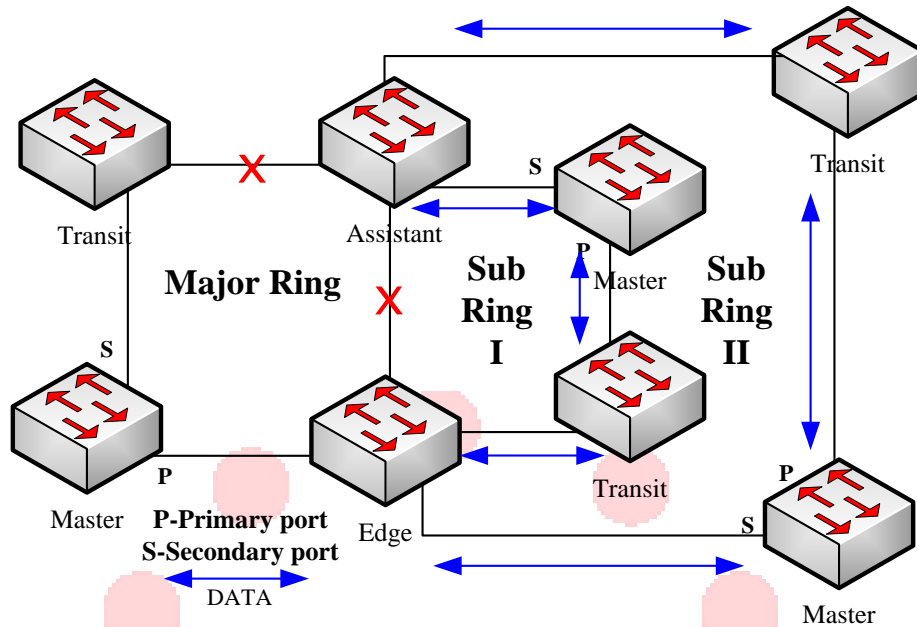 Transit
S
Transit
Assistant
P
Major Ring
Sub
Ring
I
Master
Sub
Ring
II
S
P
Master
P
Edge
Transit
P
S
Master
P-Primary port
S-Secondary port
DATA
X
X